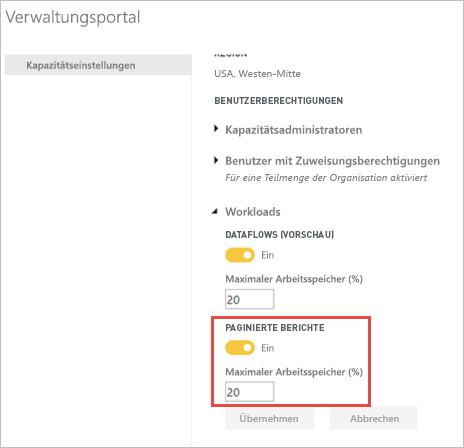 Verwaltungsportal
Kapazitätseinstellungen
REGION
USA, Westen-Mitte
BENUTZERBERECHTIGUNGEN
Kapazitätsadministratoren
Benutzer mit Zuweisungsberechtigungen
Für eine Teilmenge der Organisation aktiviert
Workloads
DATAFLOWS (VORSCHAU)
Ein
Maximaler Arbeitsspeicher (%)
20
PAGINIERTE BERICHTE
Ein
Maximaler Arbeitsspeicher (%)
20
Übernehmen Abbrechen